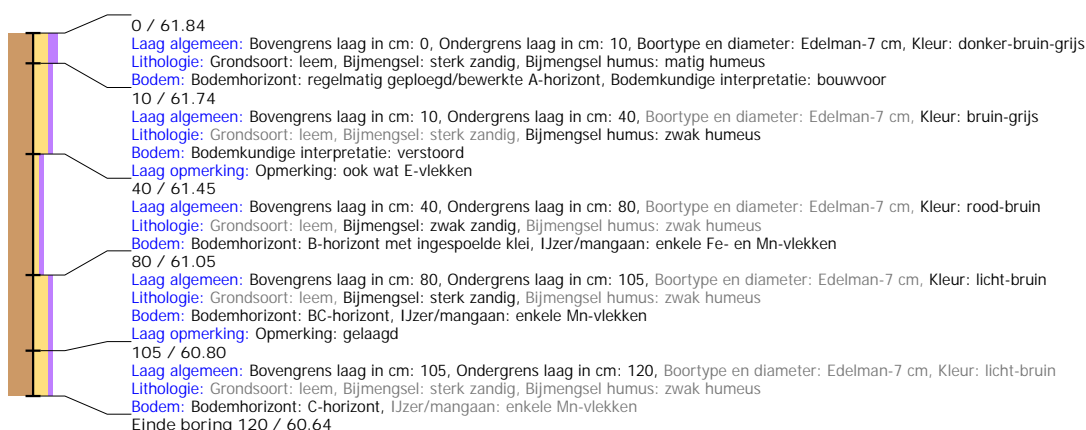 0 / 61.84
Laag algemeen: Bovengrens laag in cm: 0, Ondergrens laag in cm: 10, Boortype en diameter: Edelman-7 cm, Kleur: donker-bruin-grijs
Lithologie: Grondsoort: leem, Bijmengsel: sterk zandig, Bijmengsel humus: matig humeus
Bodem: Bodemhorizont: regelmatig geploegd/bewerkte A-horizont, Bodemkundige interpretatie: bouwvoor
10 / 61.74
Laag algemeen: Bovengrens laag in cm: 10, Ondergrens laag in cm: 40, Boortype en diameter: Edelman-7 cm, Kleur: bruin-grijs
Lithologie: Grondsoort: leem, Bijmengsel: sterk zandig, Bijmengsel humus: zwak humeus
Bodem: Bodemkundige interpretatie: verstoord
Laag opmerking: Opmerking: ook wat E-vlekken
40 / 61.45
Laag algemeen: Bovengrens laag in cm: 40, Ondergrens laag in cm: 80, Boortype en diameter: Edelman-7 cm, Kleur: rood-bruin
Lithologie: Grondsoort: leem, Bijmengsel: zwak zandig, Bijmengsel humus: zwak humeus
Bodem: Bodemhorizont: B-horizont met ingespoelde klei, IJzer/mangaan: enkele Fe- en Mn-vlekken
80 / 61.05
Laag algemeen: Bovengrens laag in cm: 80, Ondergrens laag in cm: 105, Boortype en diameter: Edelman-7 cm, Kleur: licht-bruin
Lithologie: Grondsoort: leem, Bijmengsel: sterk zandig, Bijmengsel humus: zwak humeus
Bodem: Bodemhorizont: BC-horizont, IJzer/mangaan: enkele Mn-vlekken
Laag opmerking: Opmerking: gelaagd
105 / 60.80
Laag algemeen: Bovengrens laag in cm: 105, Ondergrens laag in cm: 120, Boortype en diameter: Edelman-7 cm, Kleur: licht-bruin
Lithologie: Grondsoort: leem, Bijmengsel: sterk zandig, Bijmengsel humus: zwak humeus
Bodem: Bodemhorizont: C-horizont, IJzer/mangaan: enkele Mn-vlekken
Einde boring 120 / 60.64